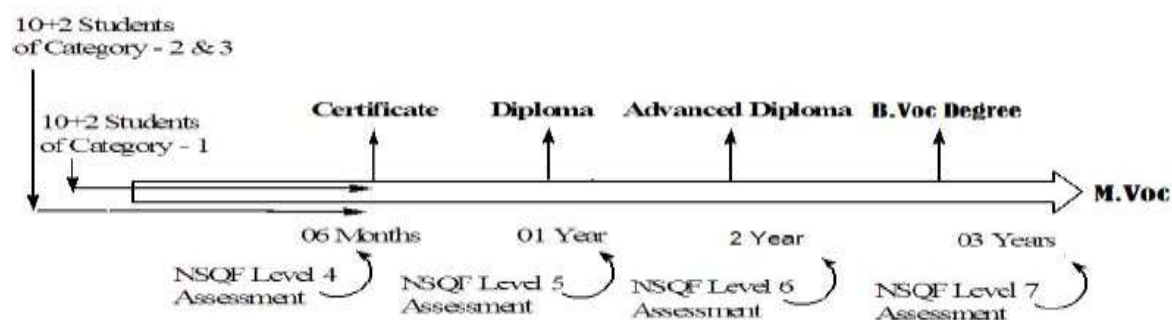 10+2 Students
of Category - 2 & 3
10+2 Students
of Category - 1
Certificate
Diploma
Advanced Diploma
B.Voc Degree
M.Voc
06 Months
01 Year
2 Year
03 Years
NSQF Level 4
Assessment
NSQF Level 5
Assessment
NSQF Level 6
Assessment
NSQF Level 7
Assessment